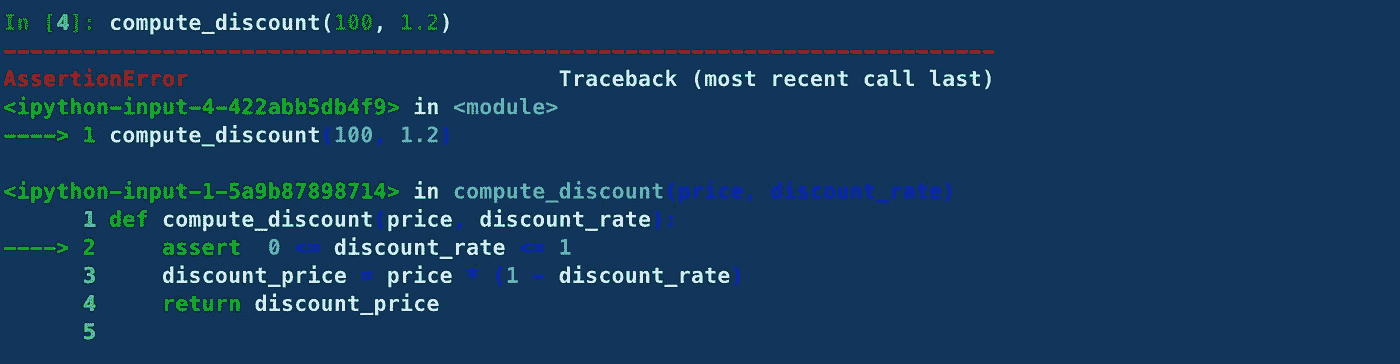 In [4]: compute_discount(100, 1.2)
---------------------------------------------------------------------------
AssertionError                            Traceback (most recent call last)
<ipython-input-4-422abb5db4f9> in <module>
----> 1 compute_discount(100, 1.2)
<ipython-input-1-5a9b87898714> in compute_discount(price, discount_rate)
      1 def compute_discount(price, discount_rate):
----> 2     assert  0 <= discount_rate <= 1
      3     discount_price = price * (1 - discount_rate)
      4     return discount_price
      5